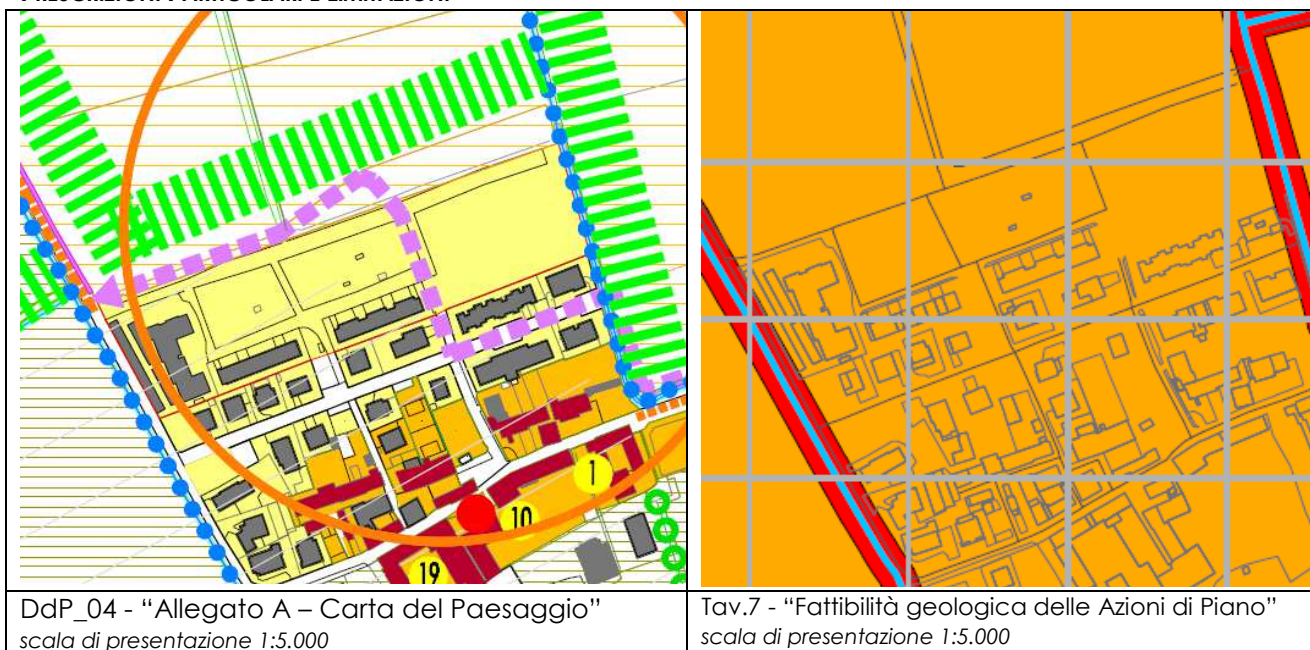 1
10
19
DdP_04 - “Allegato A – Carta del Paesaggio”
scala di presentazione 1:5.000
Tav.7 - “Fattibilità geologica delle Azioni di Piano”
scala di presentazione 1:5.000